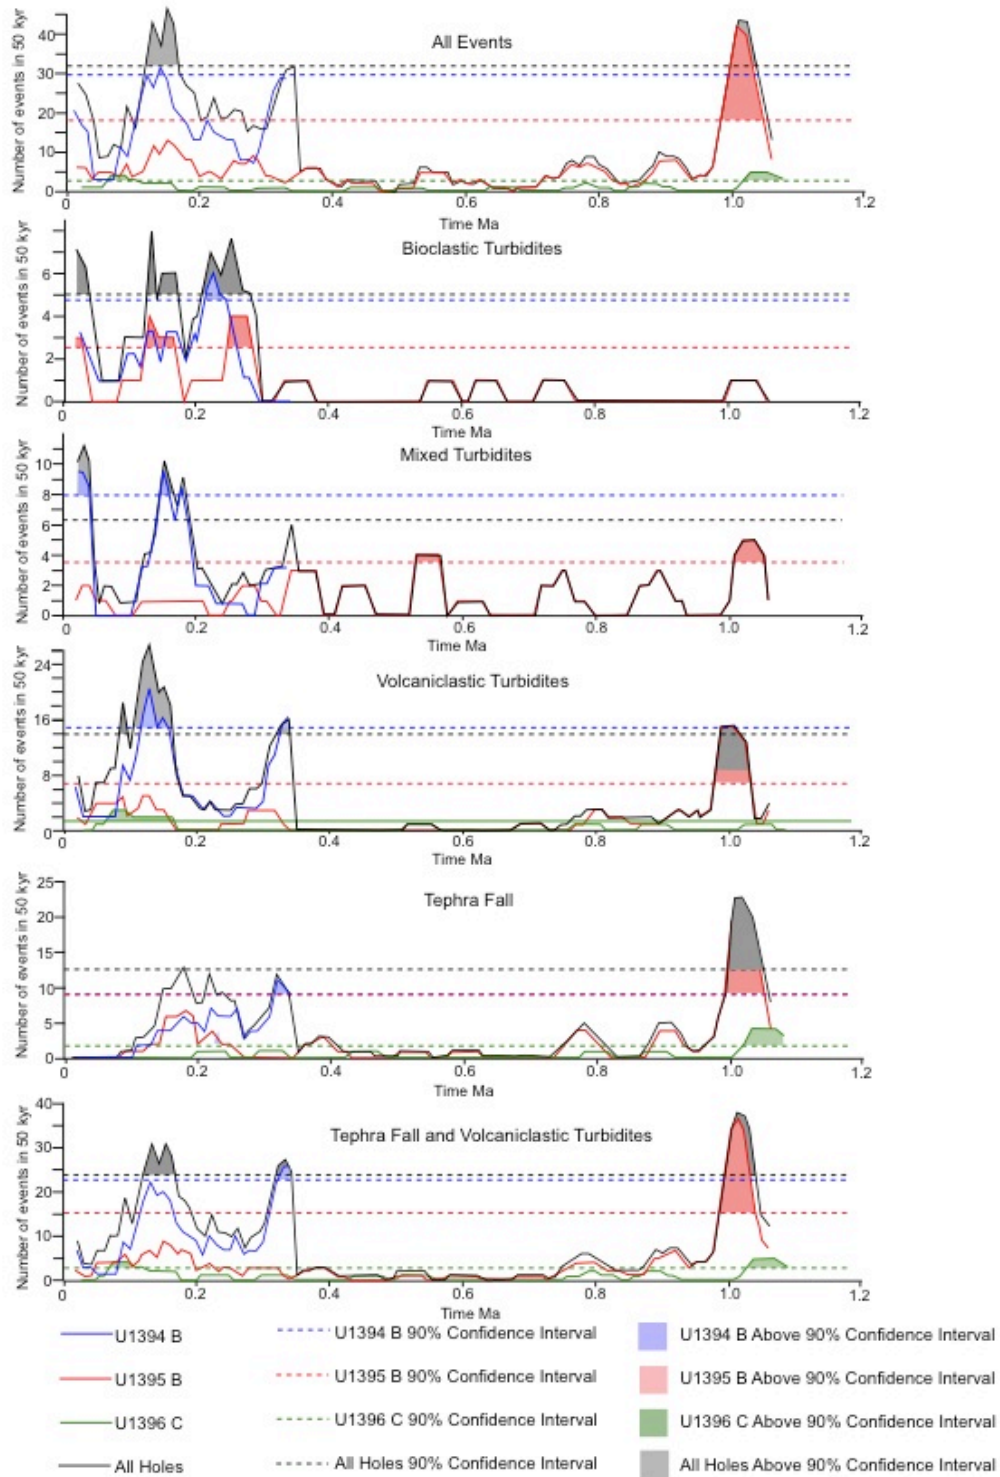 All Events
Number of events in 50 kyr
40
30
20
10
0
0 0.2 0.4 0.6 0.8 1.0 1.2
Time Ma
Bioclastic Turbidites
Number of events in 50 kyr
6
4
2
0
0 0.2 0.4 0.6 0.8 1.0 1.2
Time Ma
Mixed Turbidites
Number of events in 50 kyr
10
8
6
4
2
0
0 0.2 0.4 0.6 0.8 1.0 1.2
Time Ma
Volcaniclastic Turbidites
Number of events in 50 kyr
24
16
8
0
0 0.2 0.4 0.6 0.8 1.0 1.2
Time Ma
Tephra Fall
Number of events in 50 kyr
25
20
15
10
5
0
0 0.2 0.4 0.6 0.8 1.0 1.2
Time Ma
Tephra Fall and Volcaniclastic Turbidites
Number of events in 50 kyr
40
30
20
10
0
0 0.2 0.4 0.6 0.8 1.0 1.2
Time Ma
U1394 B U1394 B 90% Confidence Interval U1394 B Above 90% Confidence Interval
U1395 B U1395 B 90% Confidence Interval U1395 B Above 90% Confidence Interval
U1396 C U1396 C 90% Confidence Interval U1396 C Above 90% Confidence Interval
All Holes All Holes 90% Confidence Interval All Holes Above 90% Confidence Interval